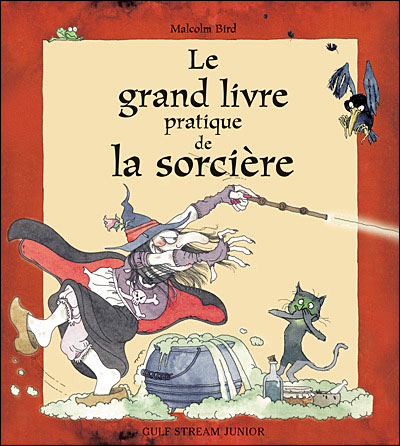 Malcolm Bird
Le
grand livre
pratique
de
la sorcière
GULF STREAM JUNIOR